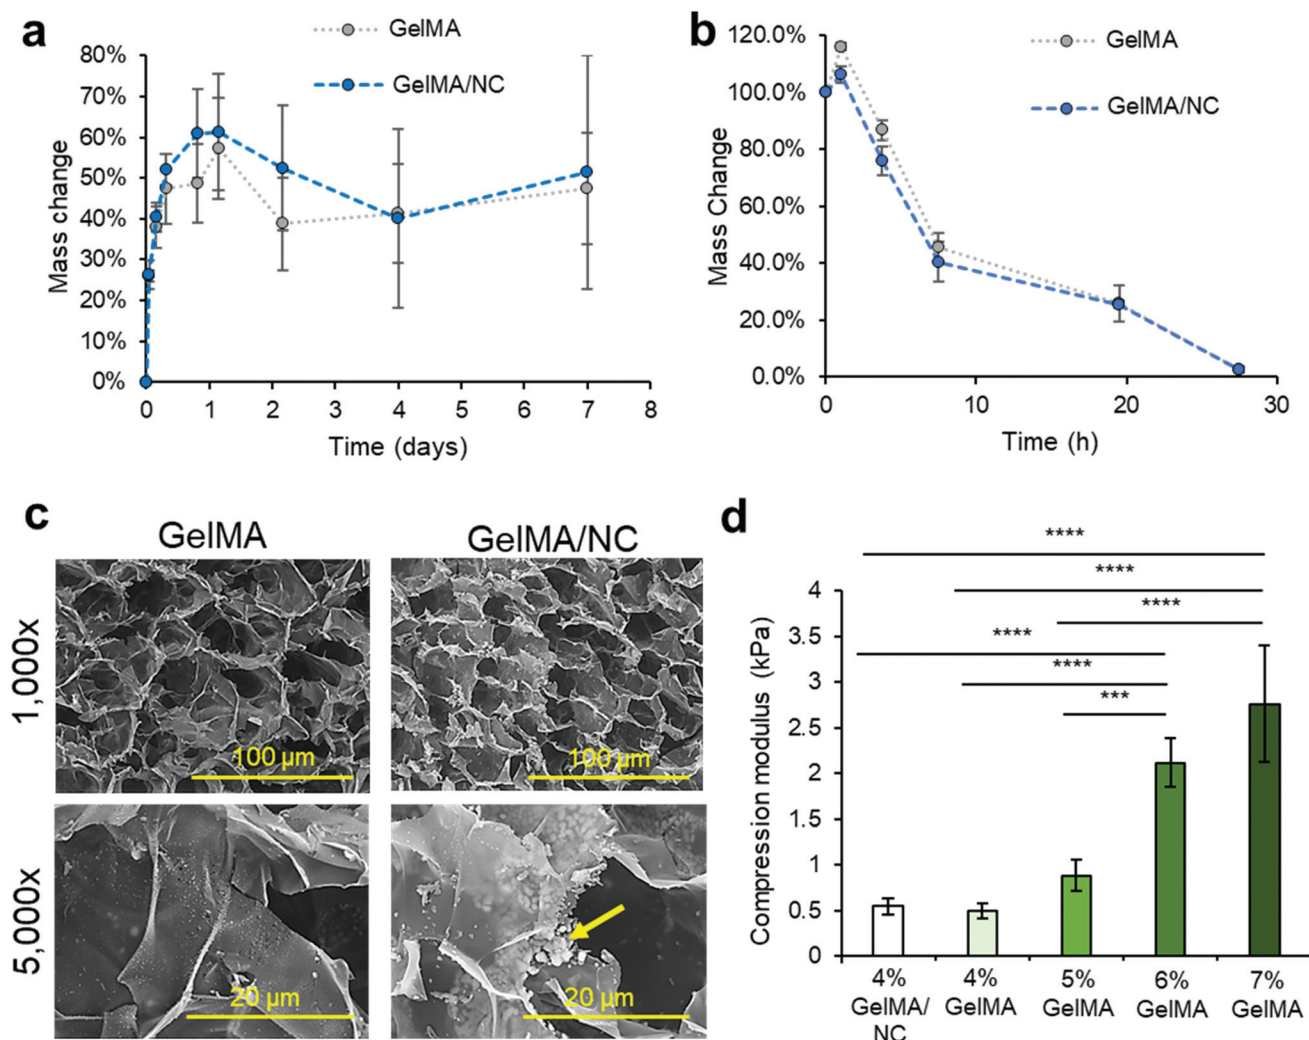 a
GelMA
GelMA/NC
80%
70%
60%
50%
40%
30%
20%
10%
0%
Mass change
0 1 2 3 4 5 6 7 8
Time (days)
b
GelMA
GelMA/NC
120.0%
100.0%
80.0%
60.0%
40.0%
20.0%
0.0%
Mass Change
0 10 20 30
Time (h)
c
GelMA
GelMA/NC
1,000x
100 µm
100 µm
5,000x
20 µm
20 µm
d
****
****
****
****
****
***
4
3.5
3
2.5
2
1.5
1
0.5
0
Compression modulus (kPa)
4% GelMA/NC
4% GelMA
5% GelMA
6% GelMA
7% GelMA